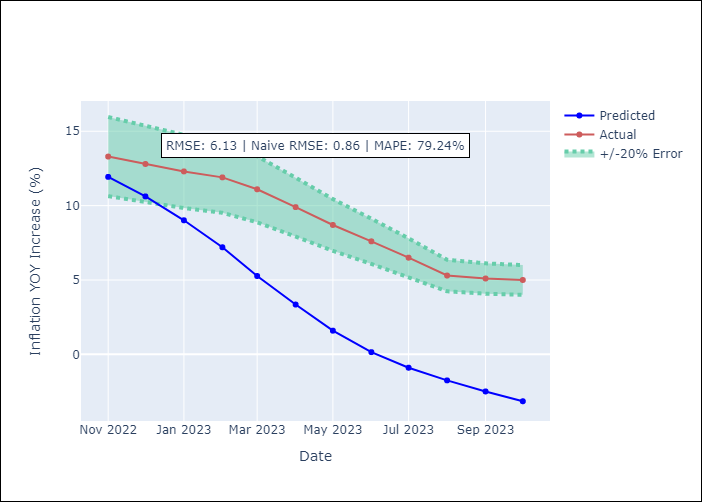 Predicted
Actual
+/-20% Error
RMSE: 6.13 | Naive RMSE: 0.86 | MAPE: 79.24%
Inflation YOY Increase (%)
15
10
5
0
Nov 2022
Jan 2023
Mar 2023
May 2023
Jul 2023
Sep 2023
Date